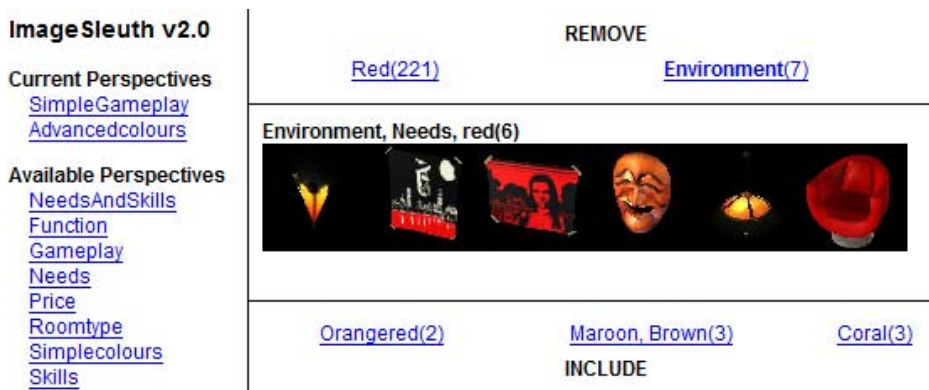 ImageSleuth v2.0
Current Perspectives
SimpleGameplay
Advancedcolours
Available Perspectives
NeedsAndSkills
Function
Gameplay
Needs
Price
Roomtype
Simplecolours
Skills
REMOVE
Red(221) Environment(7)
Environment, Needs, red(6)
Orangered(2) Maroon, Brown(3) Coral(3)
INCLUDE